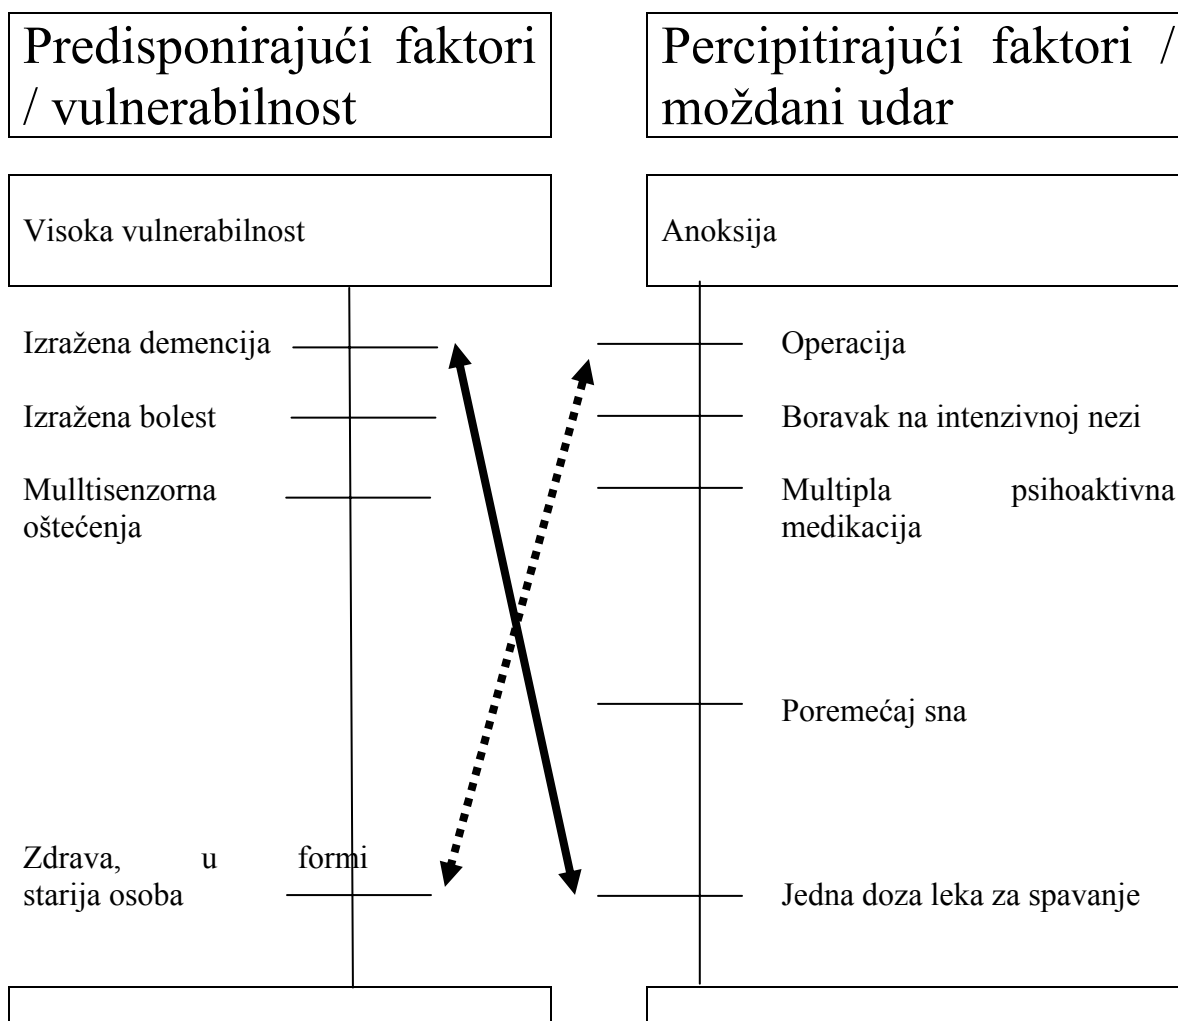 Predisponirajući faktori
/ vulnerabilnost
Percipitirajući faktori /
moždani udar
Visoka vulnerabilnost
Anoksija
Izražena demencija
Operacija
Izražena bolest
Boravak na intenzivnoj nezi
Mulltisenzorna
oštećenja
Multipla psihoaktivna
medikacija
Poremećaj sna
Zdrava, u formi
starija osoba
Jedna doza leka za spavanje